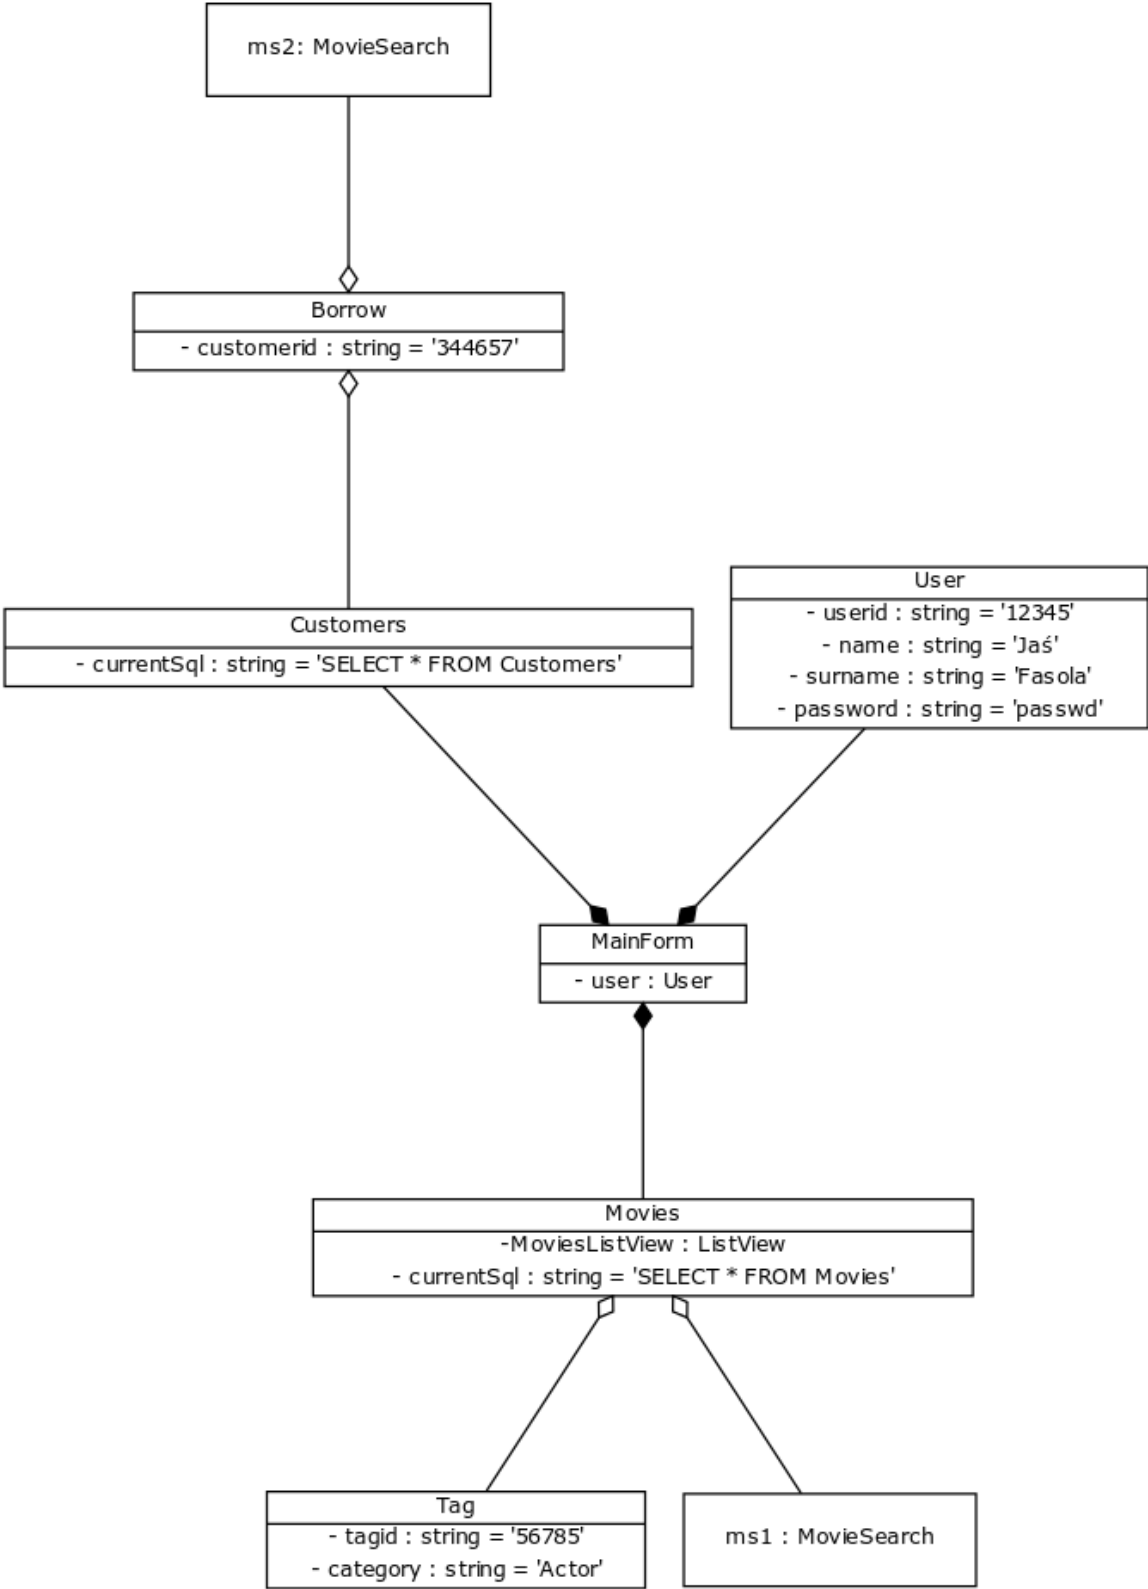 ms2: MovieSearch
Borrow
- customerid : string = '344657'
Customers
- currentSql : string = 'SELECT * FROM Customers'
User
- userid : string = '12345'
- name : string = 'Jaś'
- surname : string = 'Fasola'
- password : string = 'passwd'
MainForm
- user : User
Movies
-MoviesListView : ListView
- currentSql : string = 'SELECT * FROM Movies'
Tag
- tagid : string = '56785'
- category : string = 'Actor'
ms1 : MovieSearch